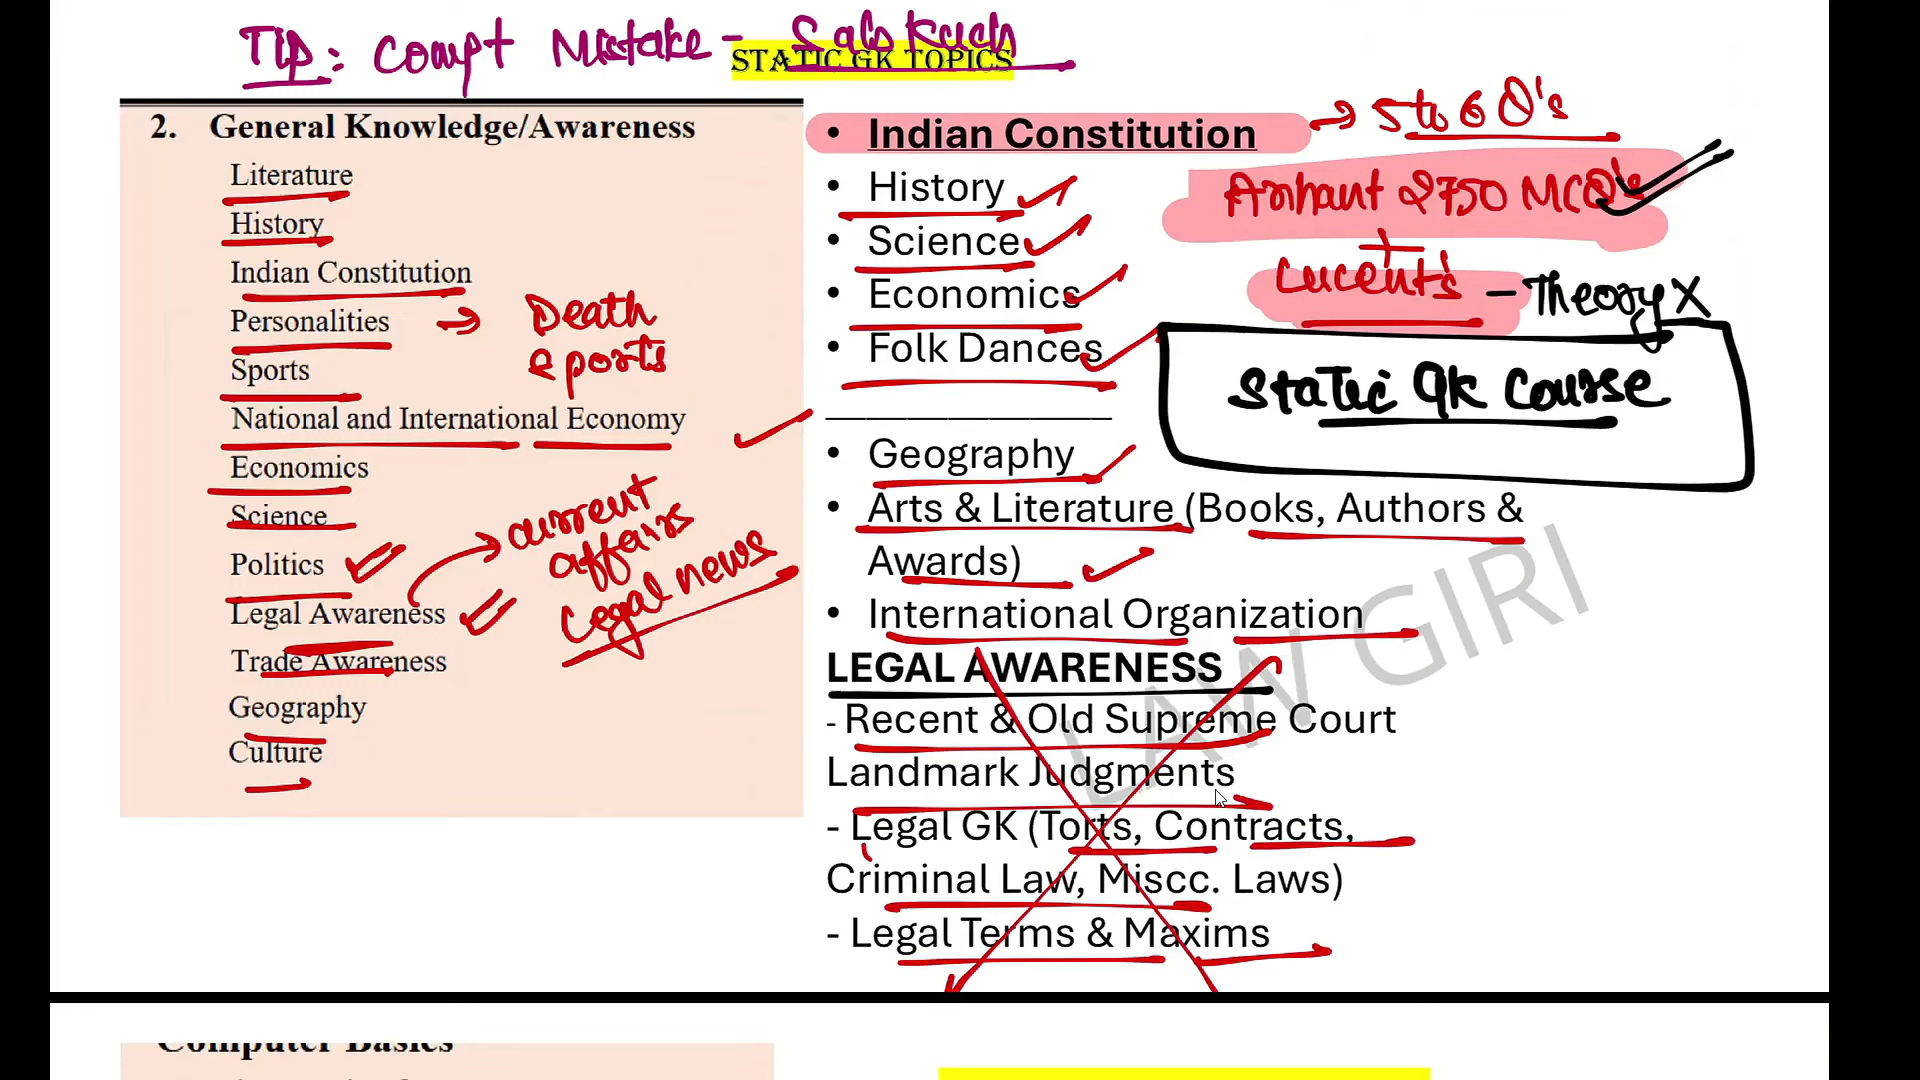 TIP: Compt Mistake - Sab Kuch
STATIC GK TOPICS
2. General Knowledge/Awareness
Literature
History
Indian Constitution
Personalities → Death
Sports
National and International Economy
Economics
Science
Politics
Legal Awareness → Current affairs
Legal news
Trade Awareness
Geography
Culture
• Indian Constitution → 5 to 6 Q's
• History
• Science
• Economics
• Folk Dances
• Geography
• Arts & Literature (Books, Authors &
Awards)
• International Organization
LEGAL AWARENESS
- Recent & Old Supreme Court
Landmark Judgments
- Legal GK (Torts, Contracts,
Criminal Law, Miscc. Laws)
- Legal Terms & Maxims
Arihant 2750 MCQ's
+
Lucent's - Theory X
Static GK Course
LAW GIRI
Computer Basics